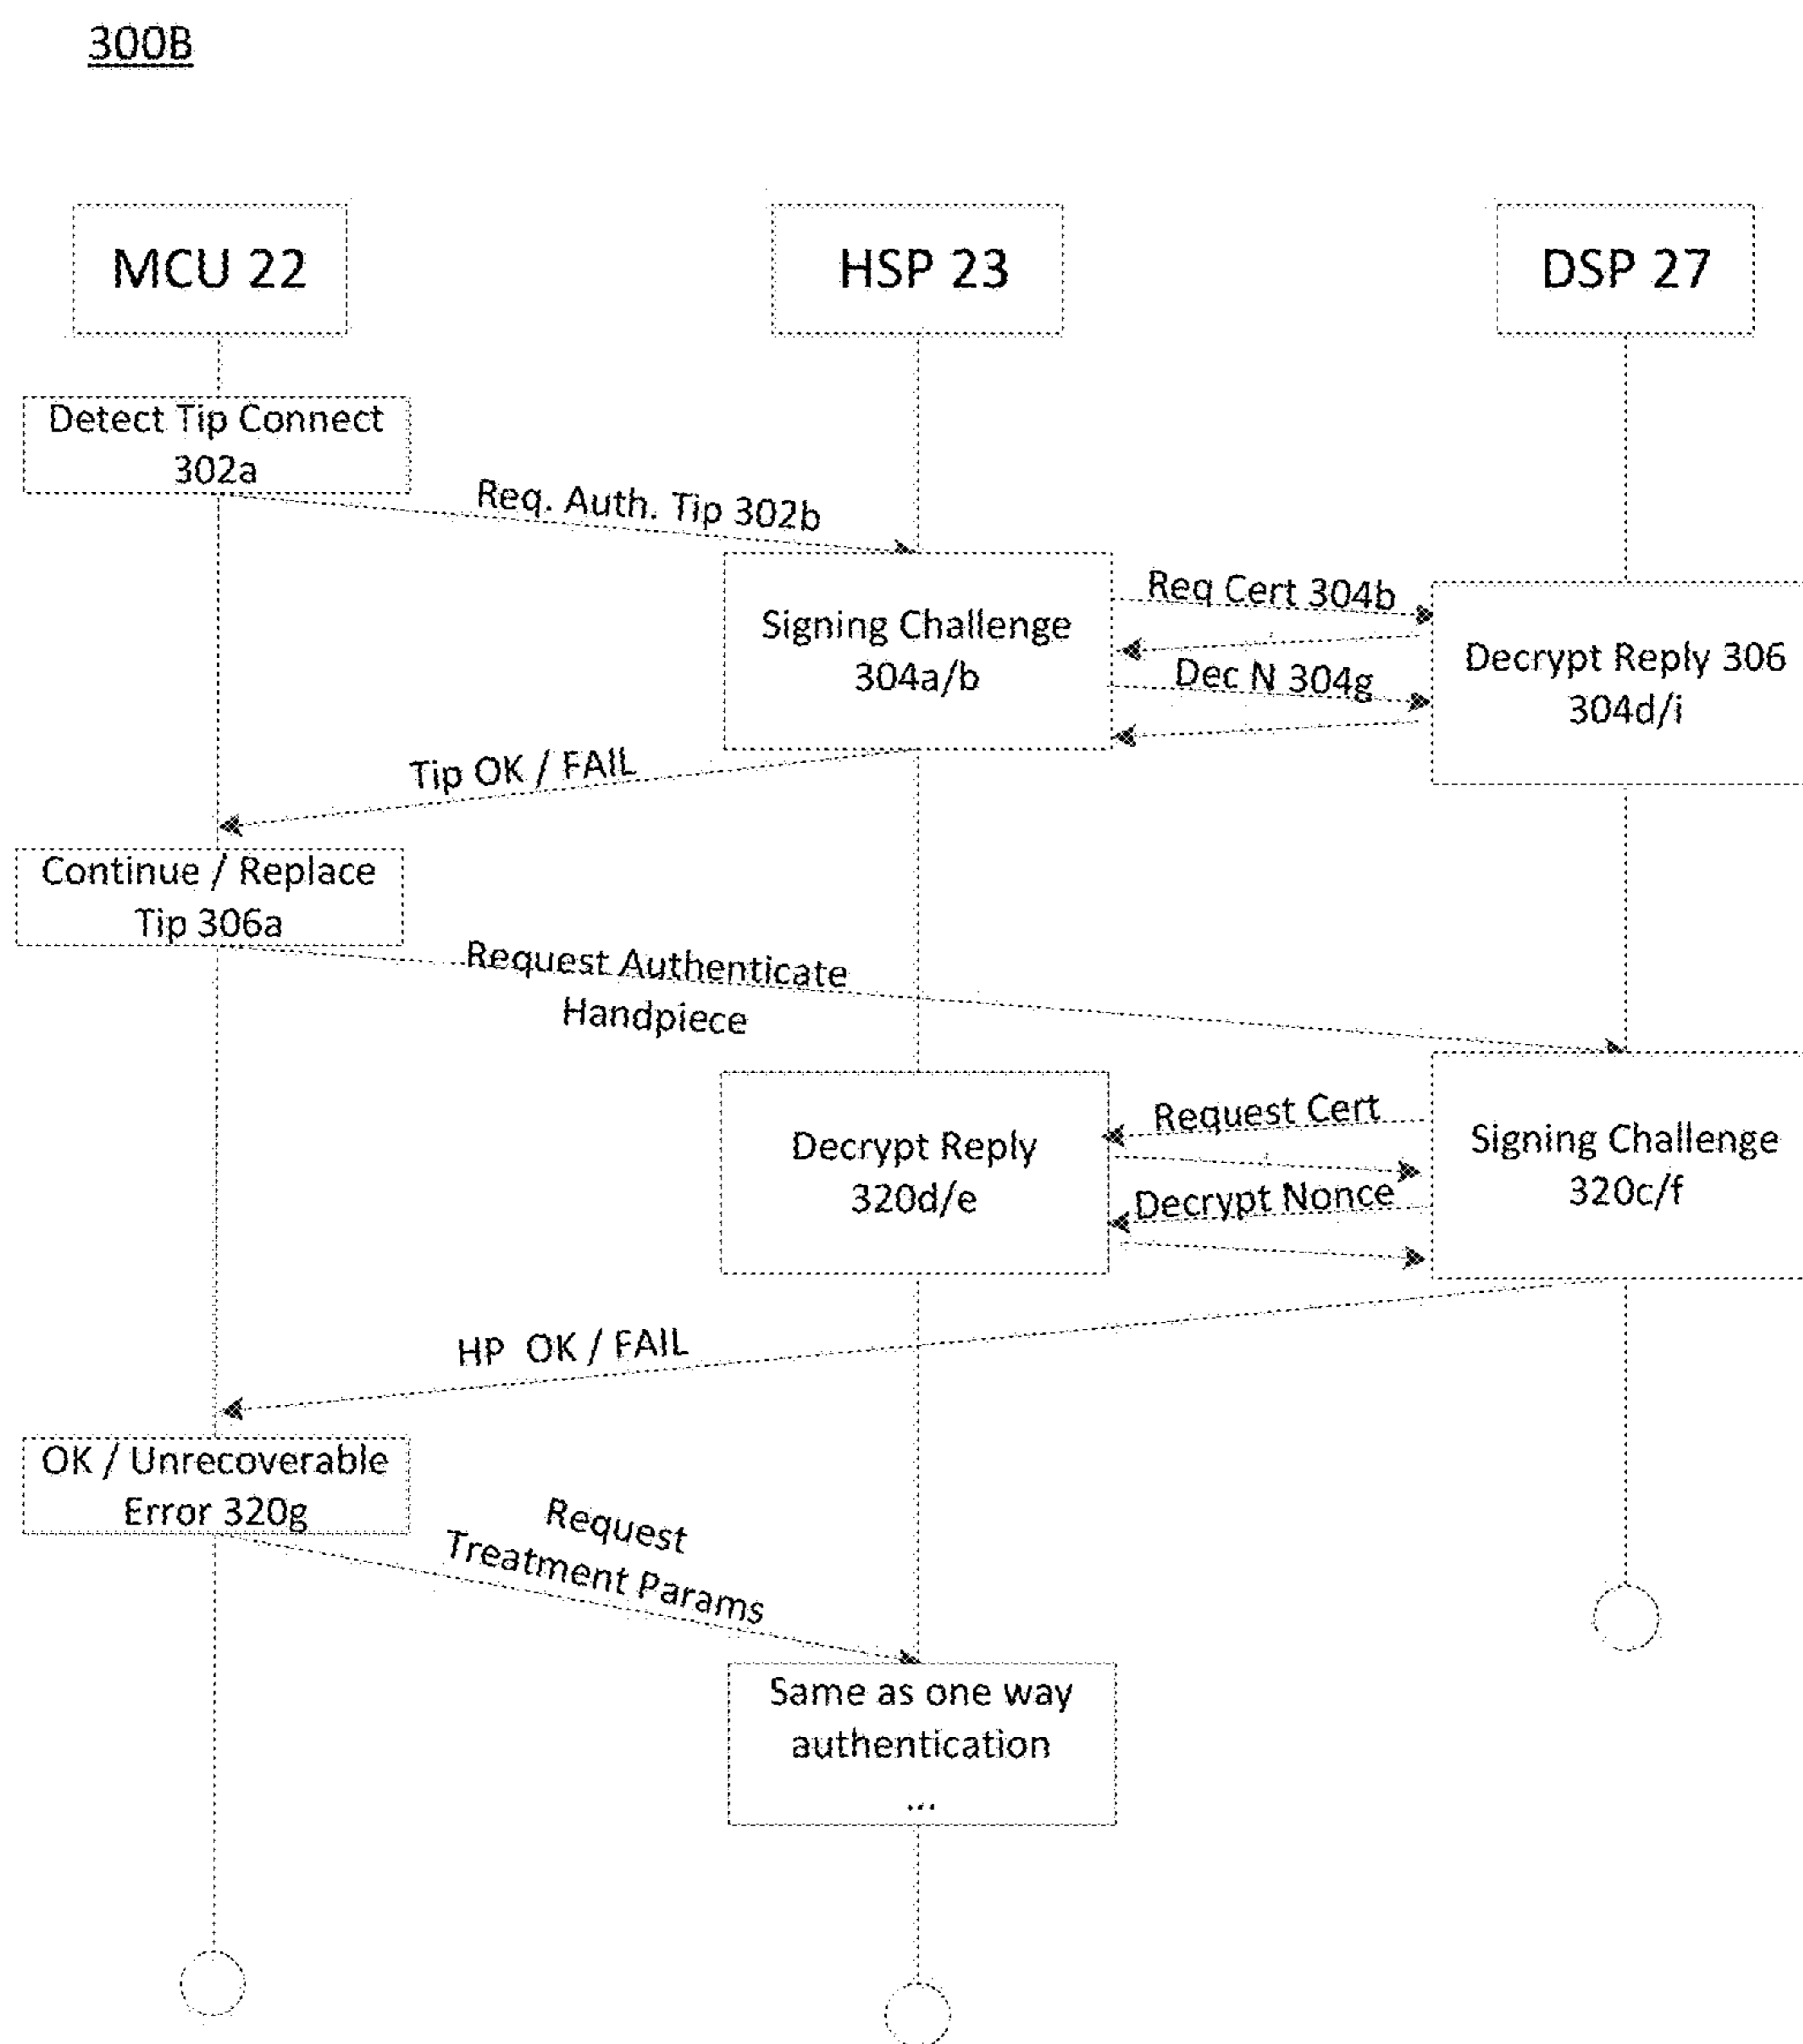 300B
MCU 22
HSP 23
DSP 27
Detect Tip Connect
302a
Req. Auth. Tip 302b
Signing Challenge
304a/b
Req Cert 304b
Dec N 304g
Decrypt Reply 306
304d/i
Tip OK / FAIL
Continue / Replace
Tip 306a
Request Authenticate
Handpiece
Decrypt Reply
320d/e
Request Cert
Decrypt Nonce
Signing Challenge
320c/f
HP OK / FAIL
OK / Unrecoverable
Error 320g
Request
Treatment Params
Same as one way
authentication
...